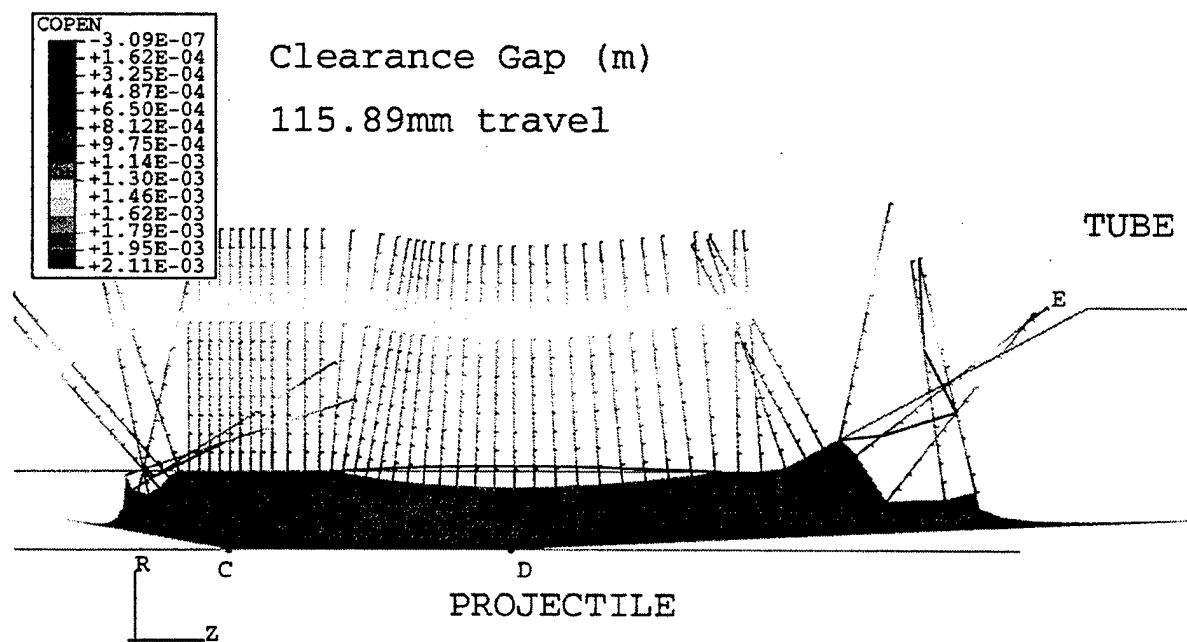 COPEN
-3.09E-07
+1.62E-04
+3.25E-04
+4.87E-04
+6.50E-04
+8.12E-04
+9.75E-04
+1.14E-03
+1.30E-03
+1.46E-03
+1.62E-03
+1.79E-03
+1.95E-03
+2.11E-03
Clearance Gap (m)
115.89mm travel
TUBE
E
R
C
D
PROJECTILE
Z